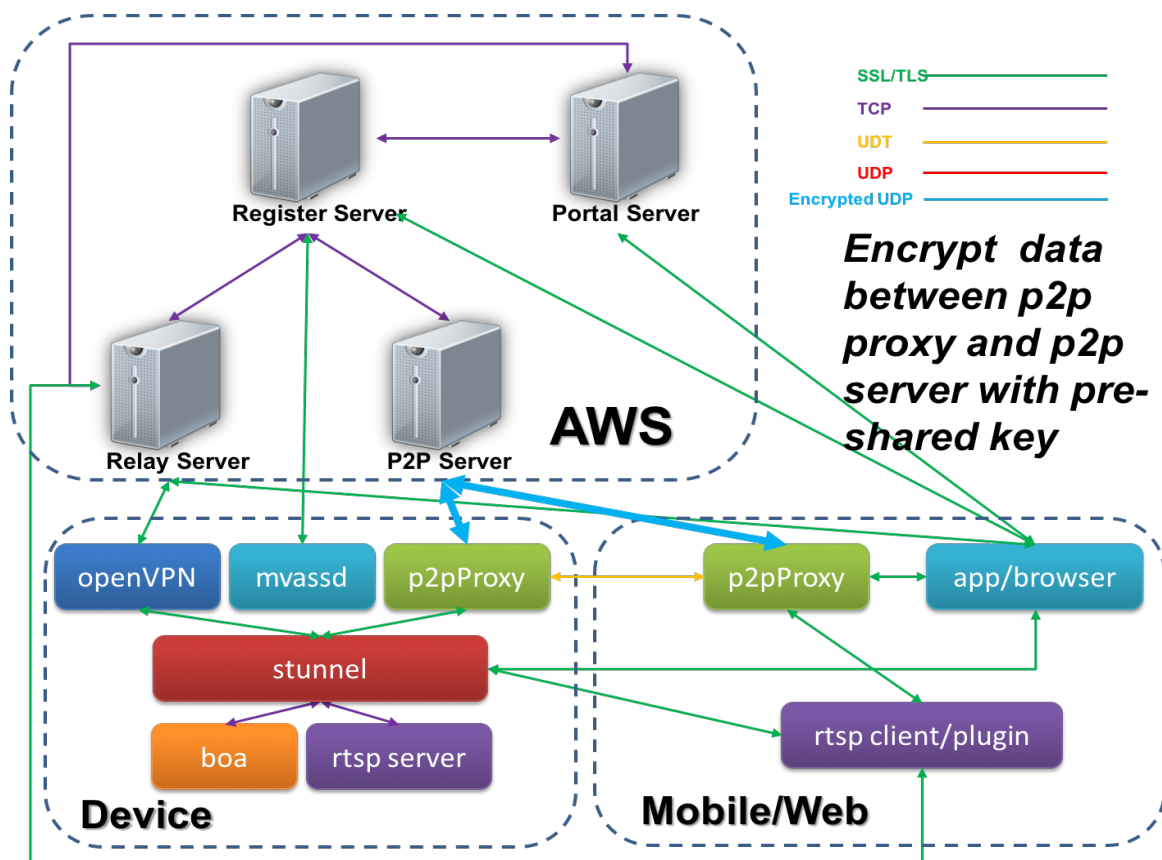 SSL/TLS
TCP
UDT
UDP
Encrypted UDP
Register Server
Portal Server
Encrypt data
between p2p
proxy and p2p
server with pre-
shared key
AWS
Relay Server
P2P Server
openVPN
mvassd
p2pProxy
p2pProxy
app/browser
stunnel
boa
rtsp server
rtsp client/plugin
Device
Mobile/Web